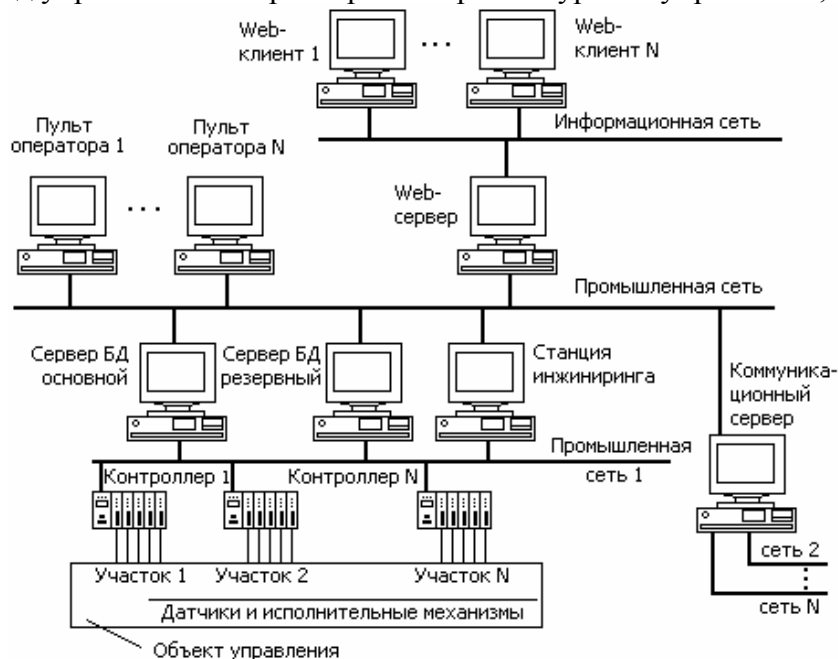 Web-
клиент 1
Web-
клиент N
Информационная сеть
Пульт
оператора 1
Пульт
оператора N
Web-
сервер
Промышленная сеть
Сервер БД
основной
Сервер БД
резервный
Станция
инжиниринга
Коммуника-
ционный
сервер
Промышленная
сеть 1
Контроллер 1
Контроллер N
сеть 2
сеть N
Участок 1
Участок 2
Участок N
Датчики и исполнительные механизмы
Объект управления